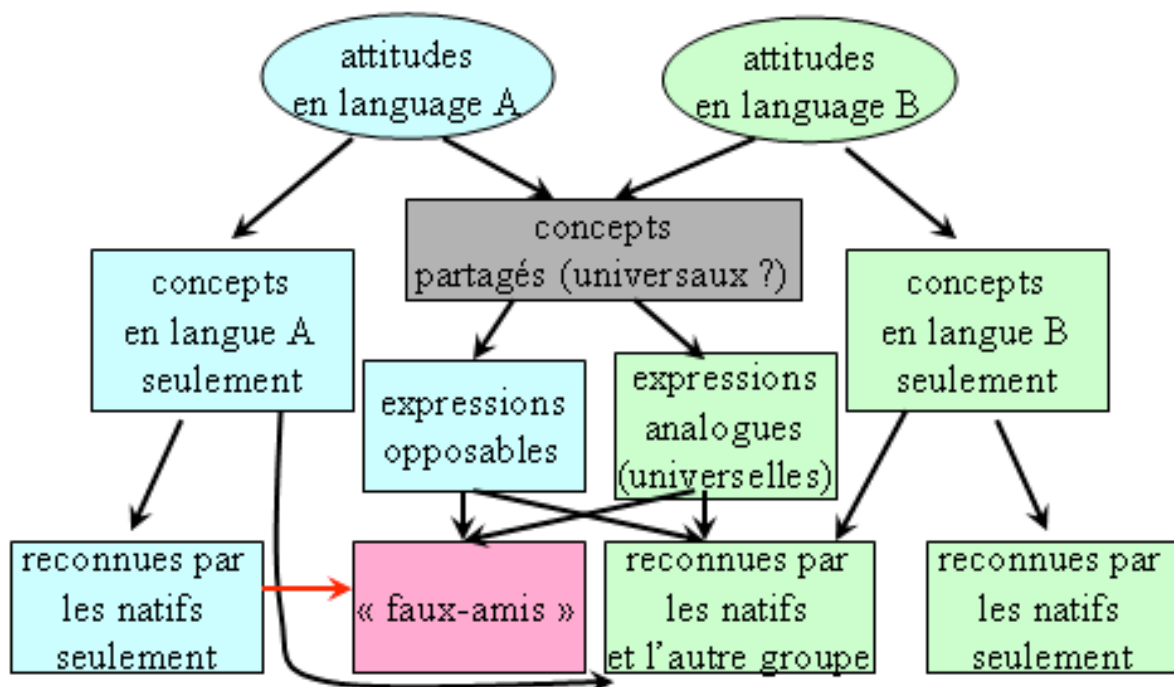 attitudes
en language A
attitudes
en language B
concepts
partagés (universaux ?)
concepts
en langue A
seulement
concepts
en langue B
seulement
expressions
opposables
expressions
analogues
(universelles)
reconnues par
les natifs
seulement
« faux-amis »
reconnues par
les natifs
et l'autre groupe
reconnues par
les natifs
seulement